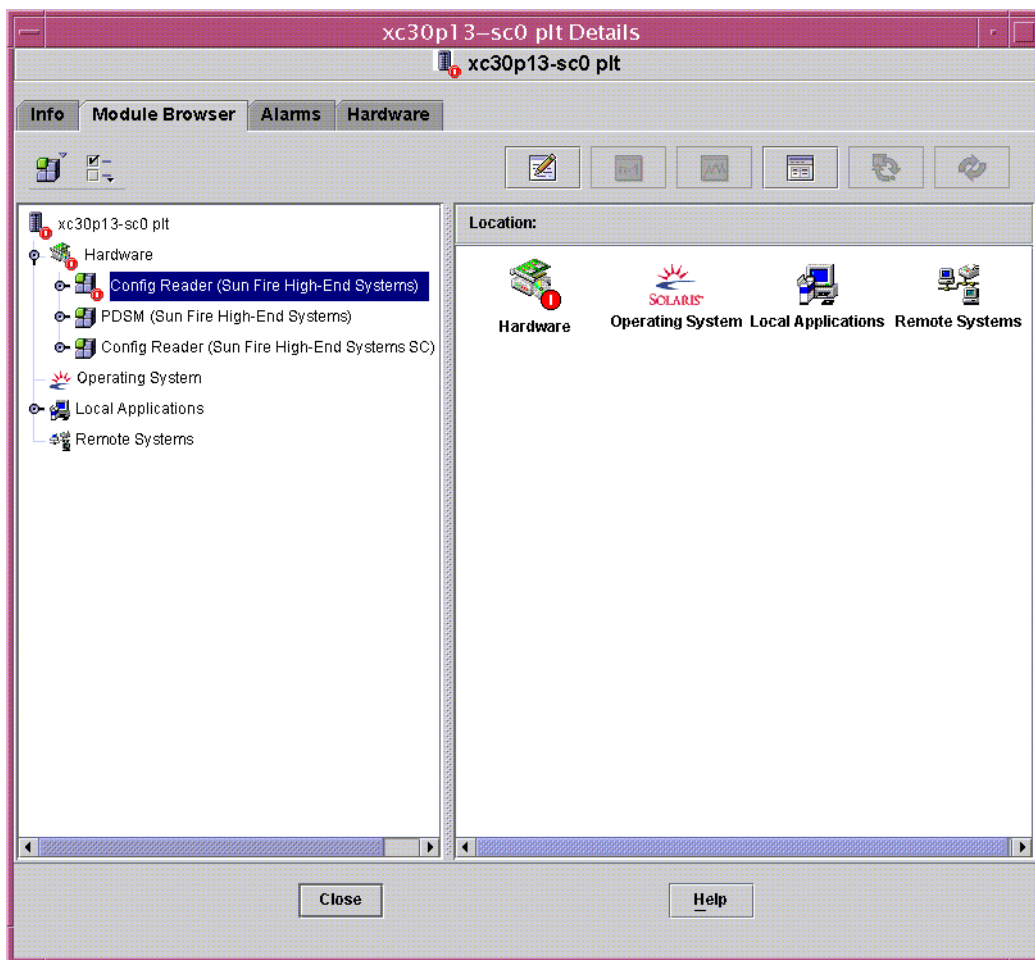 xc30p13–sc0 plt Details
xc30p13-sc0 plt
Info Module Browser Alarms Hardware
n-1
xc30p13-sc0 plt
Hardware
Config Reader (Sun Fire High-End Systems)
PDSM (Sun Fire High-End Systems)
Config Reader (Sun Fire High-End Systems SC)
Operating System
Local Applications
Remote Systems
Location:
SOLARIS
Hardware Operating System Local Applications Remote Systems
Close Help